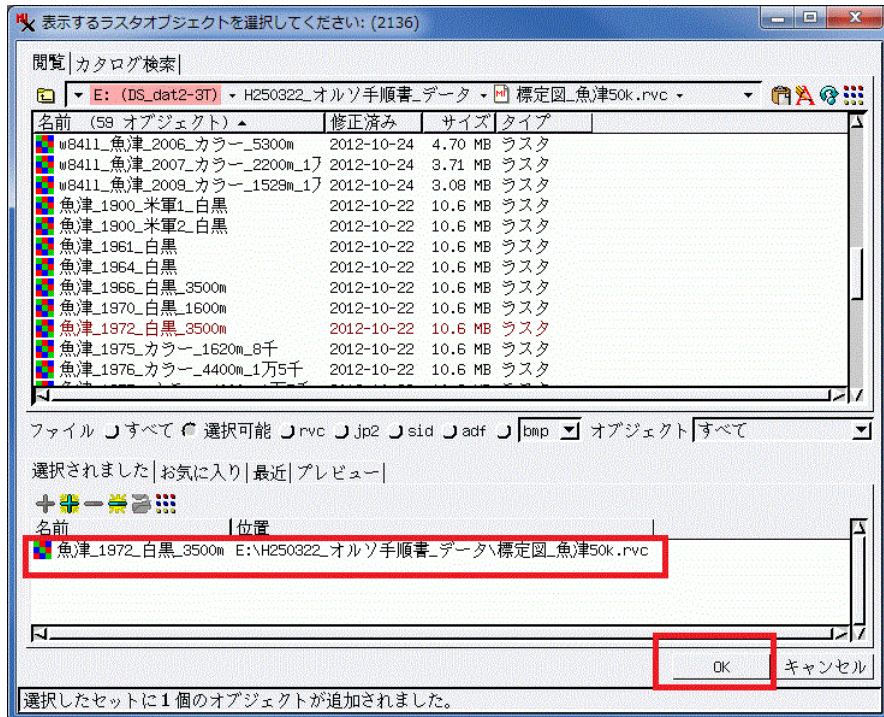 表示するラスタオブジェクトを選択してください: (2136)
閲覧 カタログ検索
E: (DS_dat2-3T) H250322_オルソ手順書_データ 標定図_魚津50k.rvc
名前 (59 オブジェクト) 修正済み サイズ タイプ
w84ll_魚津_2006_カラー_5300m 2012-10-24 4.70 MB ラスタ
w84ll_魚津_2007_カラー_2200m_1万 2012-10-24 3.71 MB ラスタ
w84ll_魚津_2009_カラー_1529m_1万 2012-10-24 3.08 MB ラスタ
魚津_1900_米軍1_白黒 2012-10-22 10.6 MB ラスタ
魚津_1900_米軍2_白黒 2012-10-22 10.6 MB ラスタ
魚津_1961_白黒 2012-10-22 10.6 MB ラスタ
魚津_1964_白黒 2012-10-22 10.6 MB ラスタ
魚津_1966_白黒_3500m 2012-10-22 10.6 MB ラスタ
魚津_1970_白黒_1600m 2012-10-22 10.6 MB ラスタ
魚津_1972_白黒_3500m 2012-10-22 10.6 MB ラスタ
魚津_1975_カラー_1620m_8千 2012-10-22 10.6 MB ラスタ
魚津_1976_カラー_4400m_1万5千 2012-10-22 10.6 MB ラスタ
ファイル すべて 選択可能 rvc jp2 sid adf bmp オブジェクト すべて
選択されました お気に入り 最近 プレビュー
名前 位置
魚津_1972_白黒_3500m E:\H250322_オルソ手順書_データ\標定図_魚津50k.rvc
OK キャンセル
選択したセットに1個のオブジェクトが追加されました。